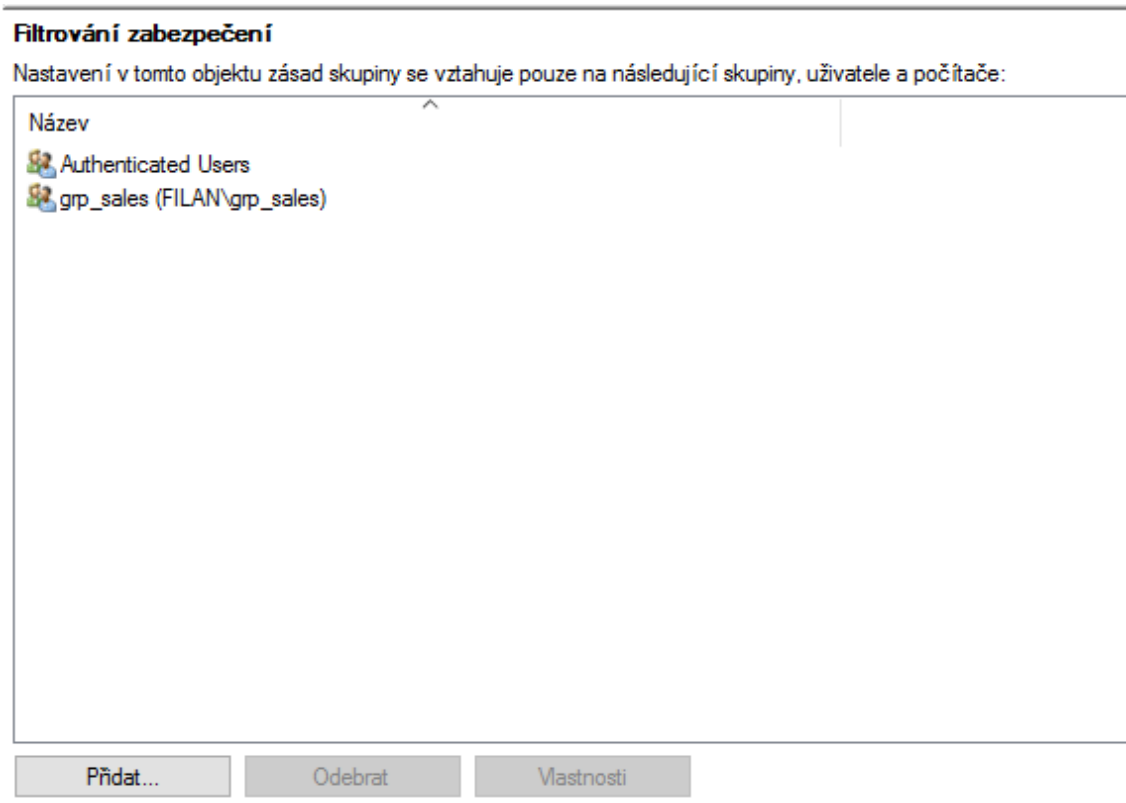 Filtrování zabezpečení
Nastavení v tomto objektu zásad skupiny se vztahuje pouze na následující skupiny, uživatele a počítače:
Název
Authenticated Users
grp_sales (FILAN\grp_sales)
Přidat... Odebrat Vlastnosti